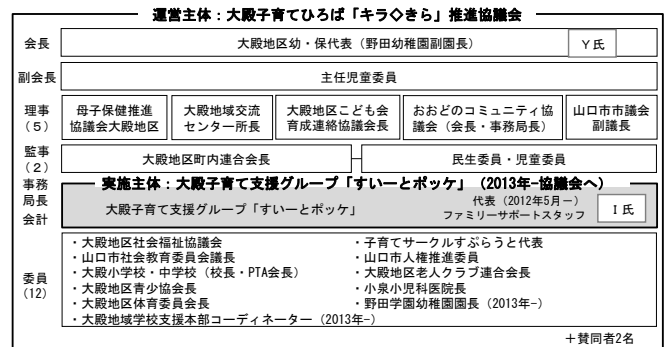 運営主体：大殿子育てひろば「キラ◇きら」推進協議会
会長
大殿地区幼・保代表（野田幼稚園副園長）
Ｙ氏
副会長
主任児童委員
理事
（５）
母子保健推進
協議会大殿地区
大殿地域交流
センター所長
大殿地区こども会
育成連絡協議会長
おおどのコミュニティ協
議会（会長・事務局長）
山口市市議会
副議長
監事
（２）
大殿地区町内連合会長
民生委員・児童委員
事務
局長
会計
実施主体：大殿子育て支援グループ「すいーとポッケ」（2013年-協議会へ）
大殿子育て支援グループ「すいーとポッケ」
代表（2012年5月－）
ファミリーサポートスタッフ
Ｉ氏
委員
(12)
・大殿地区社会福祉協議会
・山口市社会教育委員会議長
・大殿小学校・中学校（校長・PTA会長）
・大殿地区青少協会長
・大殿地区体育委員会長
・大殿地域学校支援本部コーディネーター（2013年-）
・子育てサークルすぷらうと代表
・山口市人権推進委員
・大殿地区老人クラブ連合会長
・小泉小児科医院長
・野田学園幼稚園園長（2013年-）
＋賛同者2名